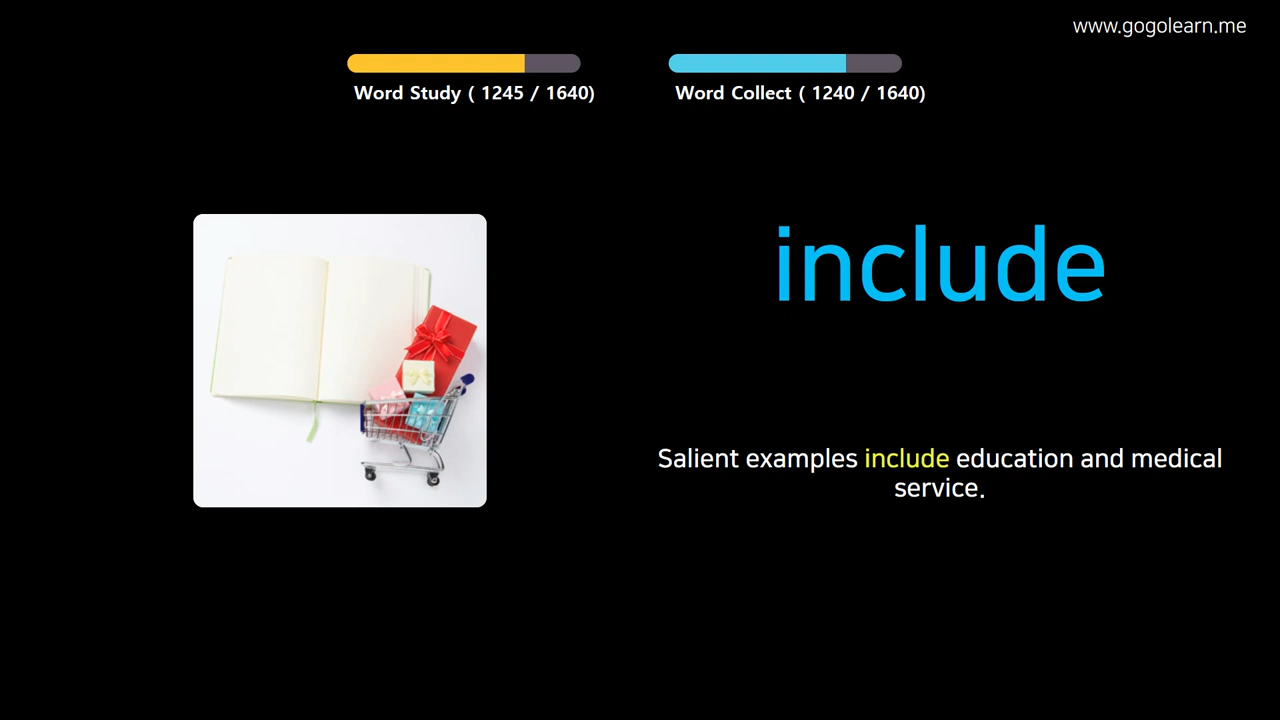 www.gogolearn.me
Word Study ( 1245 / 1640)
Word Collect ( 1240 / 1640)
include
Salient examples include education and medical
service.